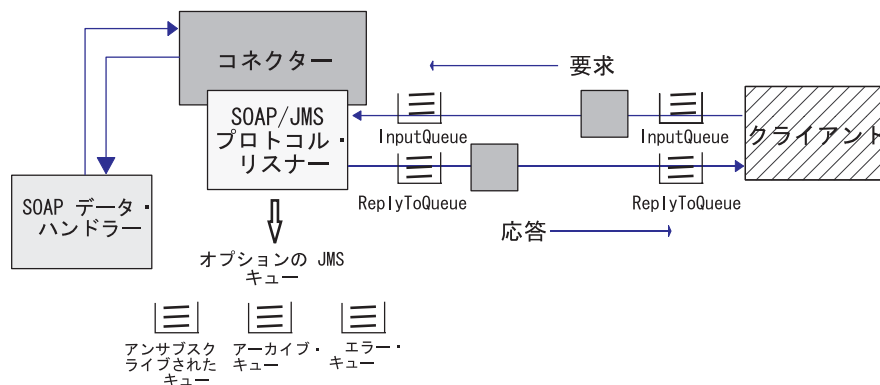 コネクター
要求
SOAP/JMS
プロトコル・
リスナー
InputQueue
InputQueue
クライアント
SOAP データ・
ハンドラー
ReplyToQueue
ReplyToQueue
応答
オプションの JMS
キュー
アンサブスク
ライブされた
キュー
アーカイブ・
キュー
エラー・
キュー